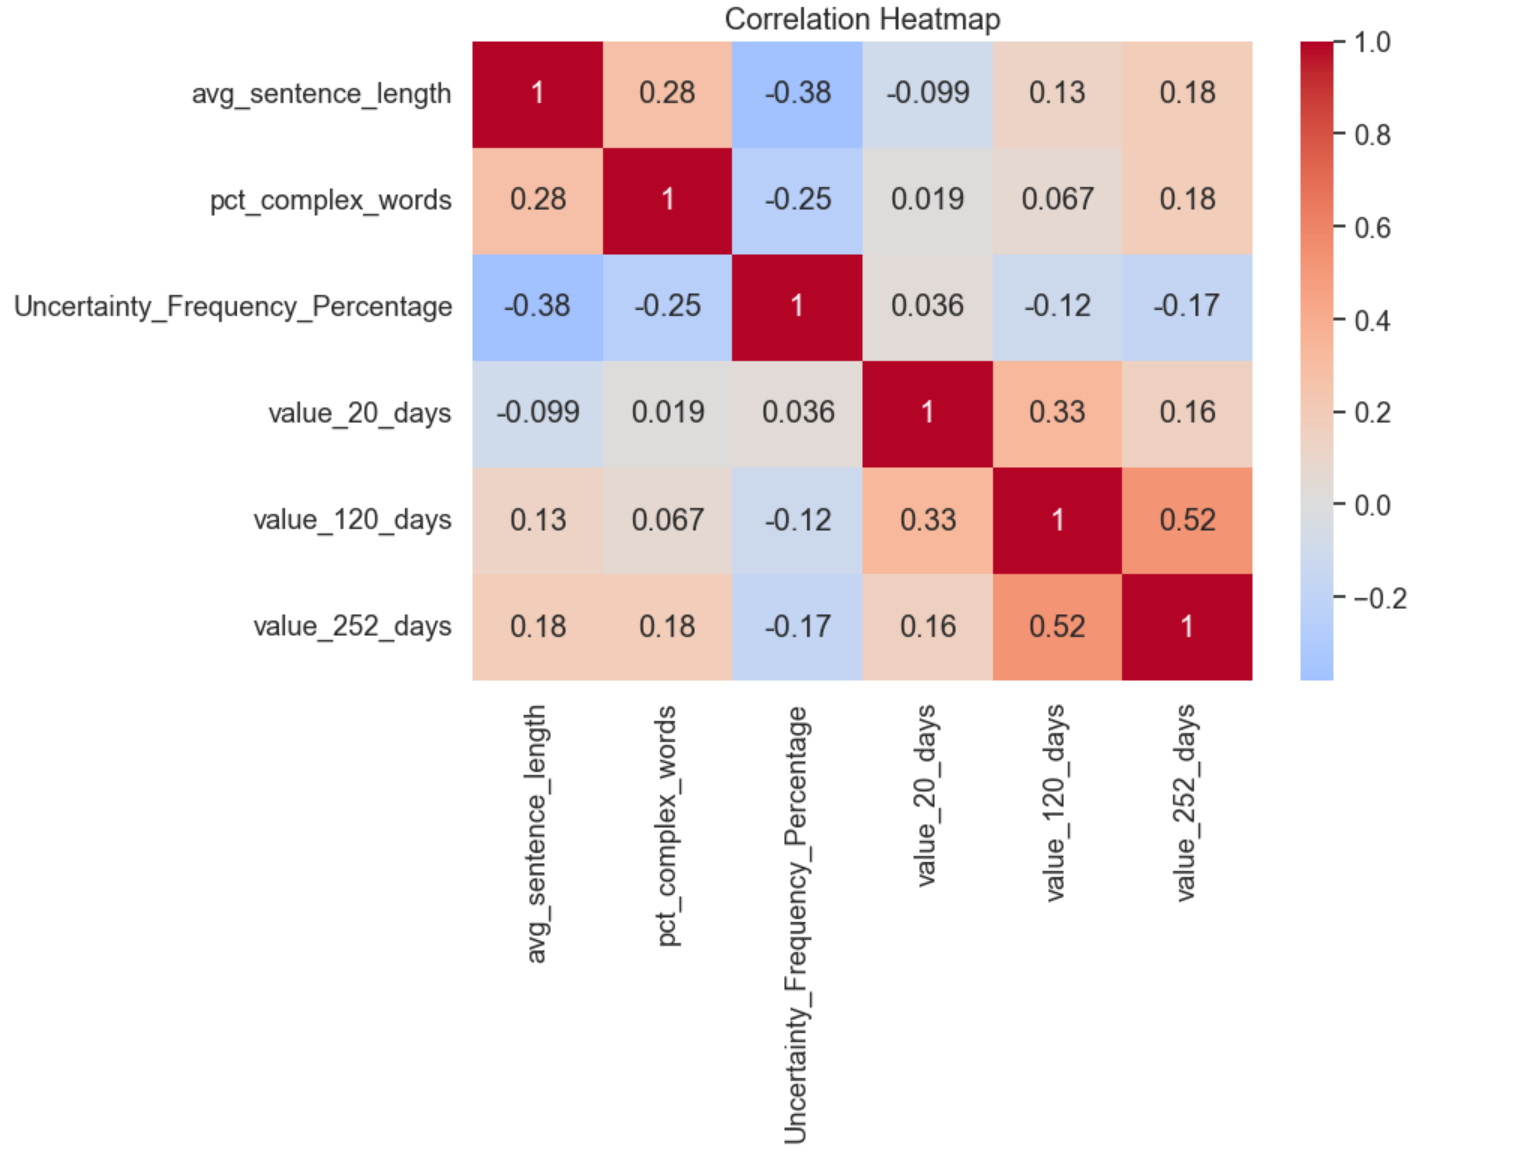 Correlation Heatmap
avg_sentence_length 1 0.28 -0.38 -0.099 0.13 0.18
pct_complex_words 0.28 1 -0.25 0.019 0.067 0.18
Uncertainty_Frequency_Percentage -0.38 -0.25 1 0.036 -0.12 -0.17
value_20_days -0.099 0.019 0.036 1 0.33 0.16
value_120_days 0.13 0.067 -0.12 0.33 1 0.52
value_252_days 0.18 0.18 -0.17 0.16 0.52 1
avg_sentence_length
pct_complex_words
Uncertainty_Frequency_Percentage
value_20_days
value_120_days
value_252_days
1.0
0.8
0.6
0.4
0.2
0.0
−0.2